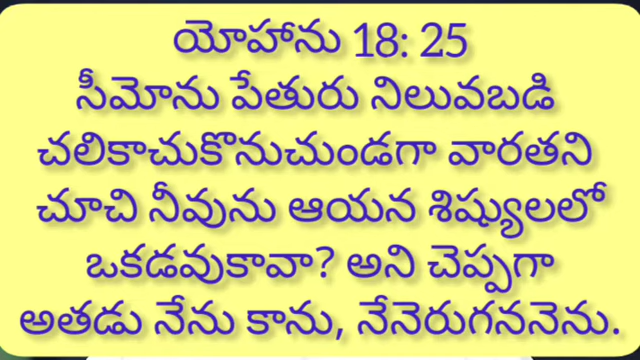 యోహాను 18: 25
సీమోను పేతురు నిలువబడి
చలికాచుకొనుచుండగా వారతని
చూచి నీవును ఆయన శిష్యులలో
ఒకడవుకావా? అని చెప్పగా
అతడు నేను కాను, నేనెరుగననెను.